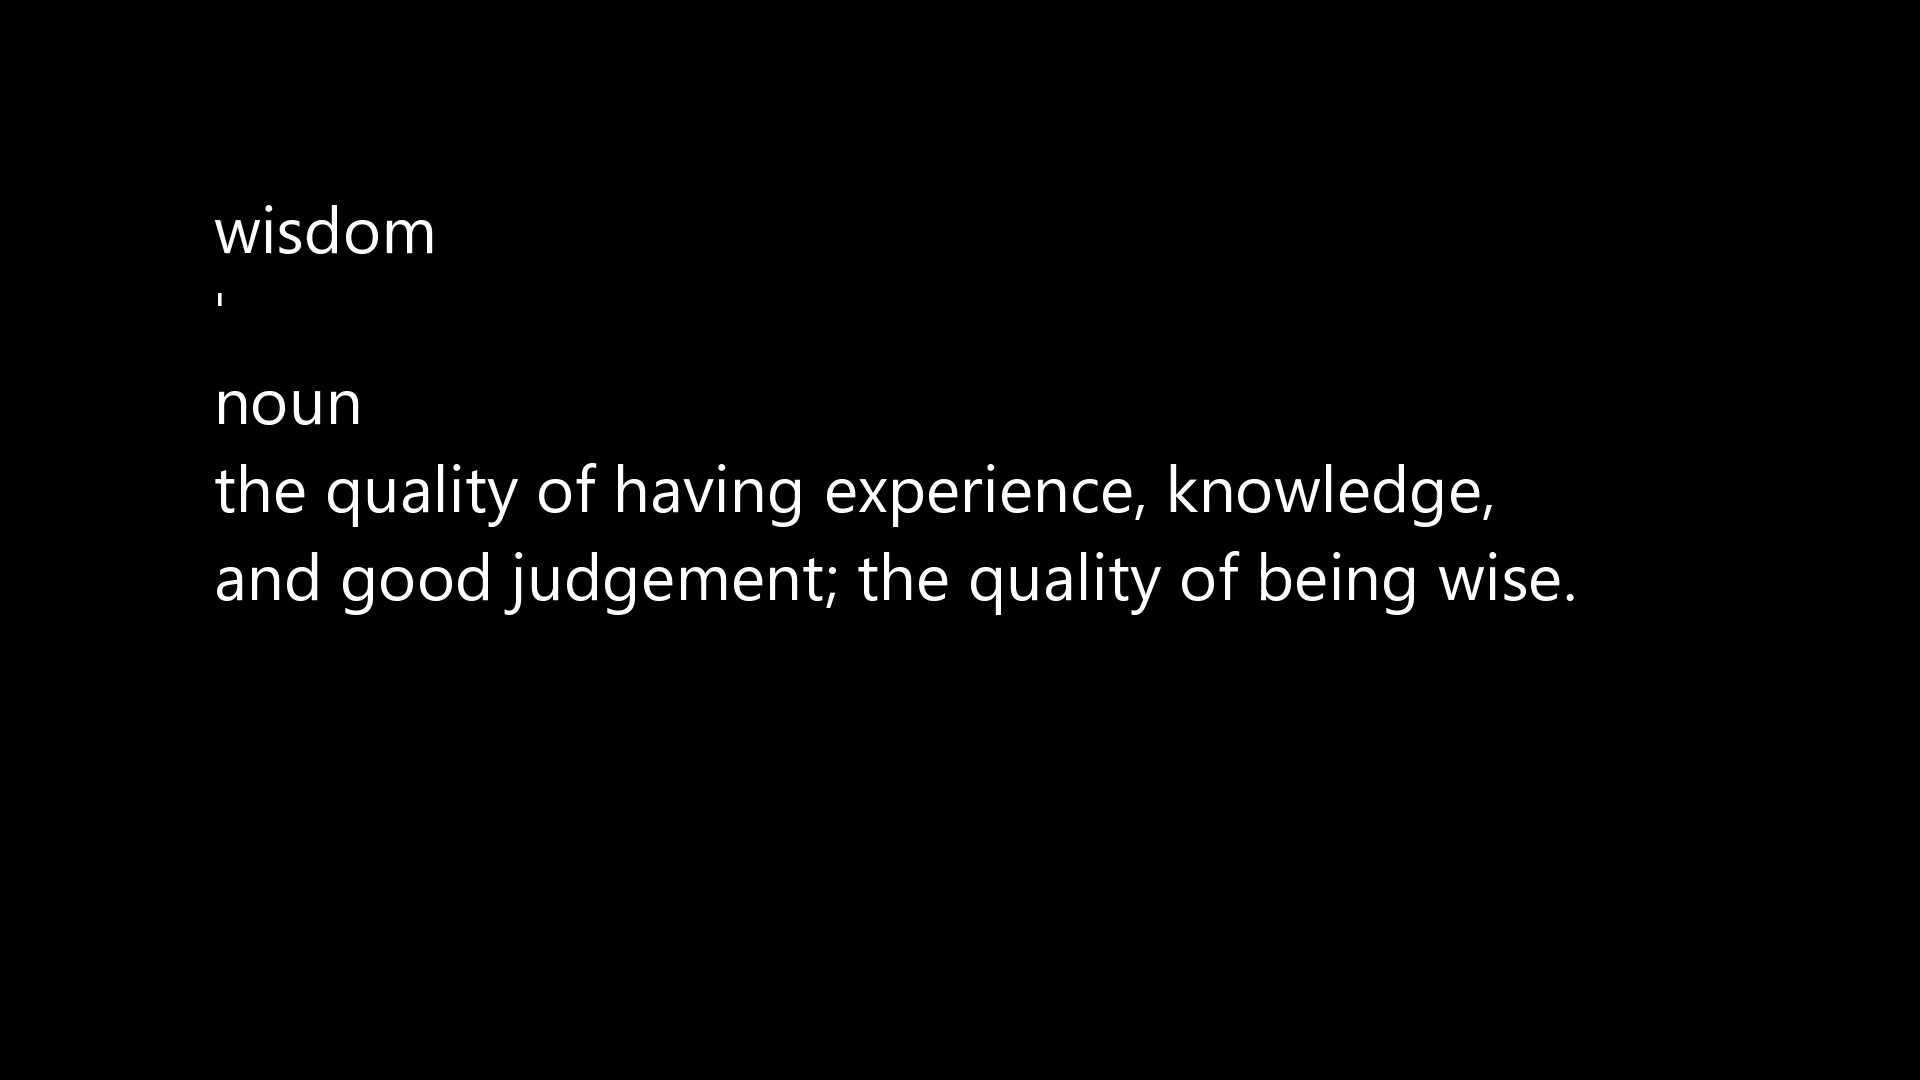 wisdom
'
noun
the quality of having experience, knowledge,
and good judgement; the quality of being wise.